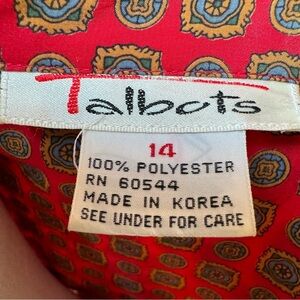 Talbots
14
100% POLYESTER
RN 60544
MADE IN KOREA
SEE UNDER FOR CARE